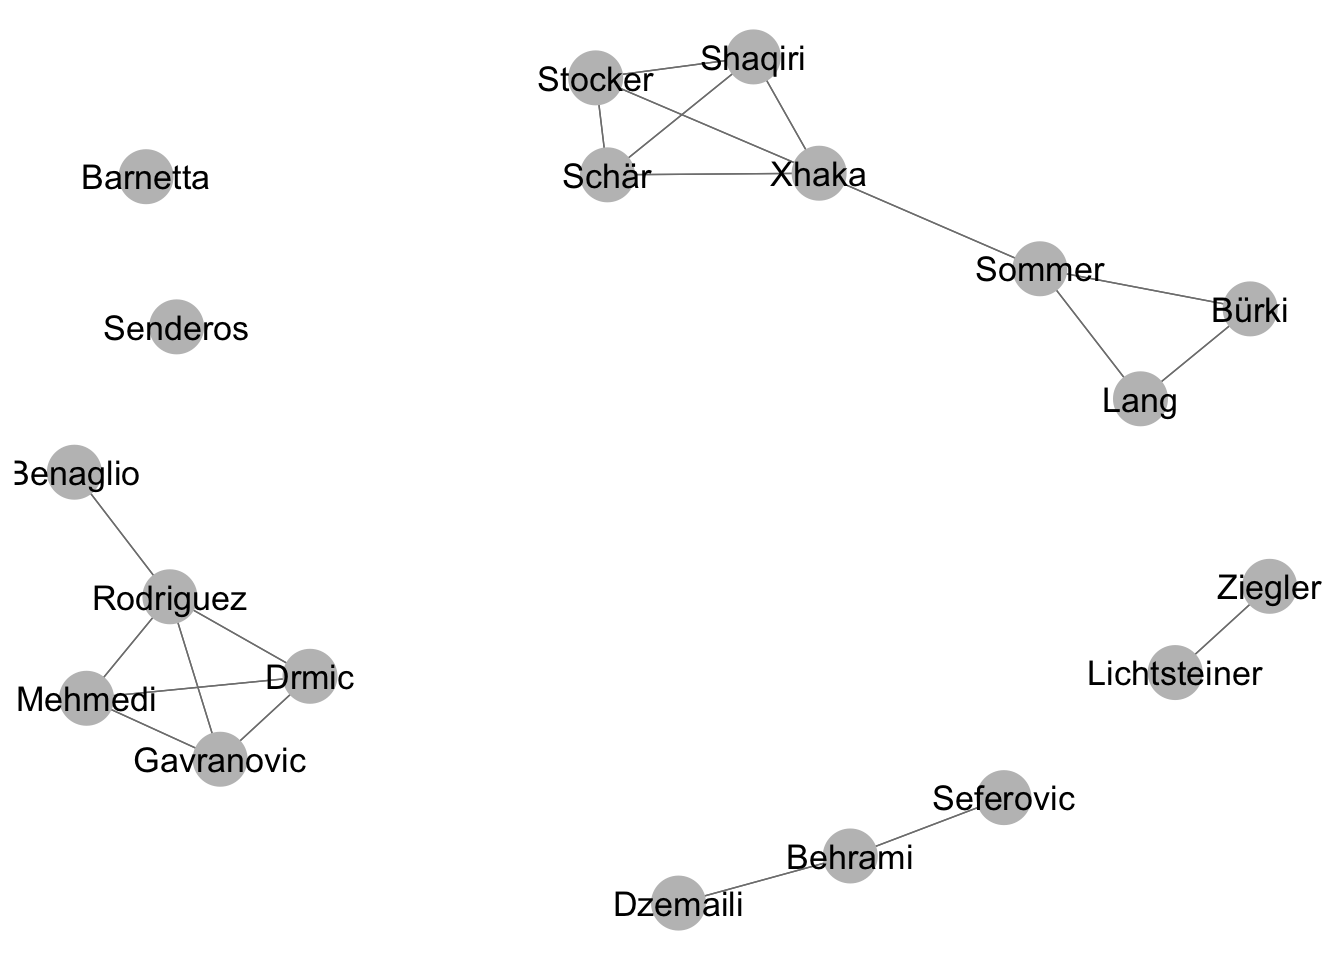 Shaqiri
Stocker
Barnetta
Schär
Xhaka
Sommer
Bürki
Senderos
Lang
Benaglio
Ziegler
Rodriguez
Lichtsteiner
Drmic
Mehmedi
Gavranovic
Seferovic
Behrami
Dzemaili